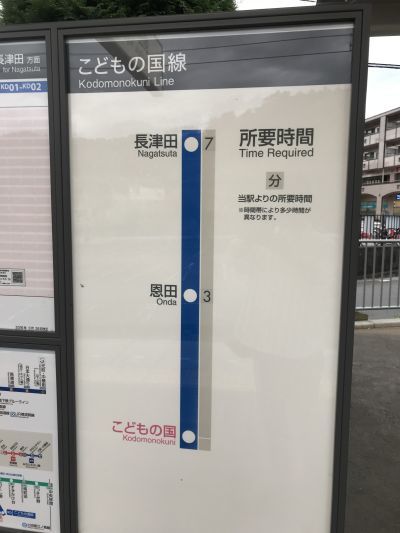 長津田 方面
for Nagatsuta
KD01-KD02
こどもの国線
Kodomonokuni Line
長津田
Nagatsuta
7
所要時間
Time Required
分
当駅よりの所要時間
※時間帯により多少時間が
異なります。
恩田
Onda
3
こどもの国
Kodomonokuni